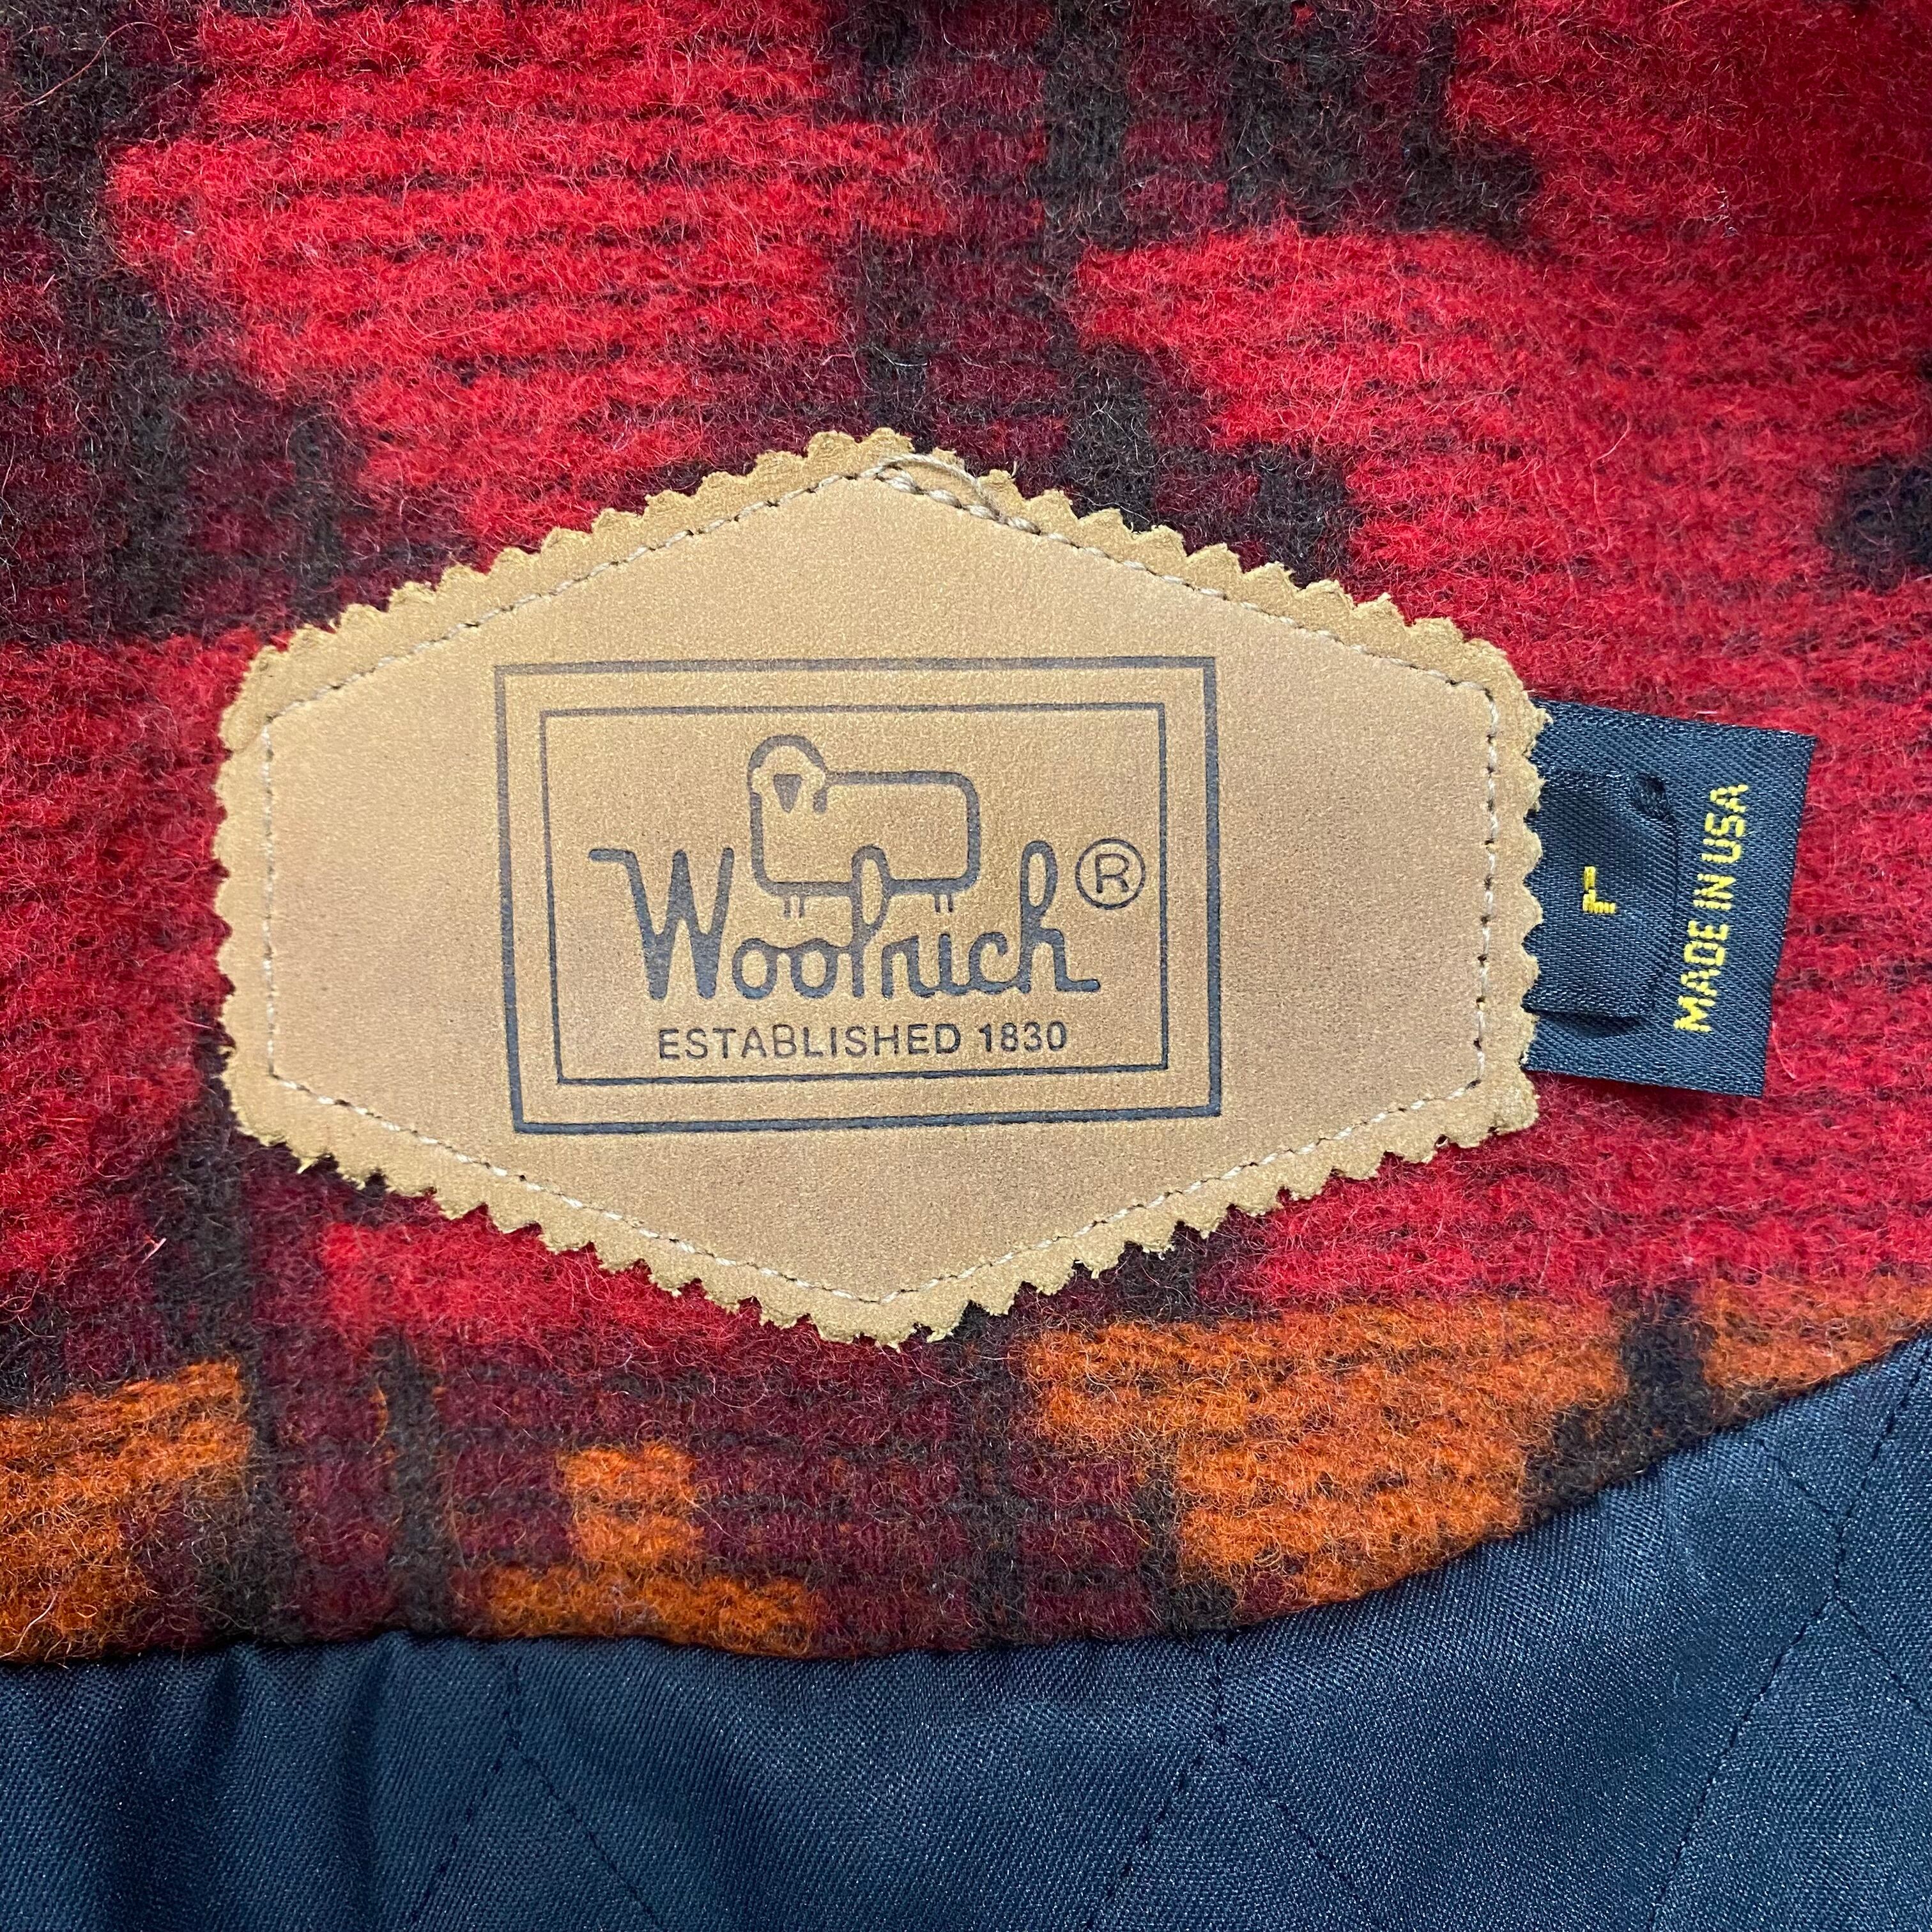 Woolrich®
ESTABLISHED 1830
L
MADE IN USA